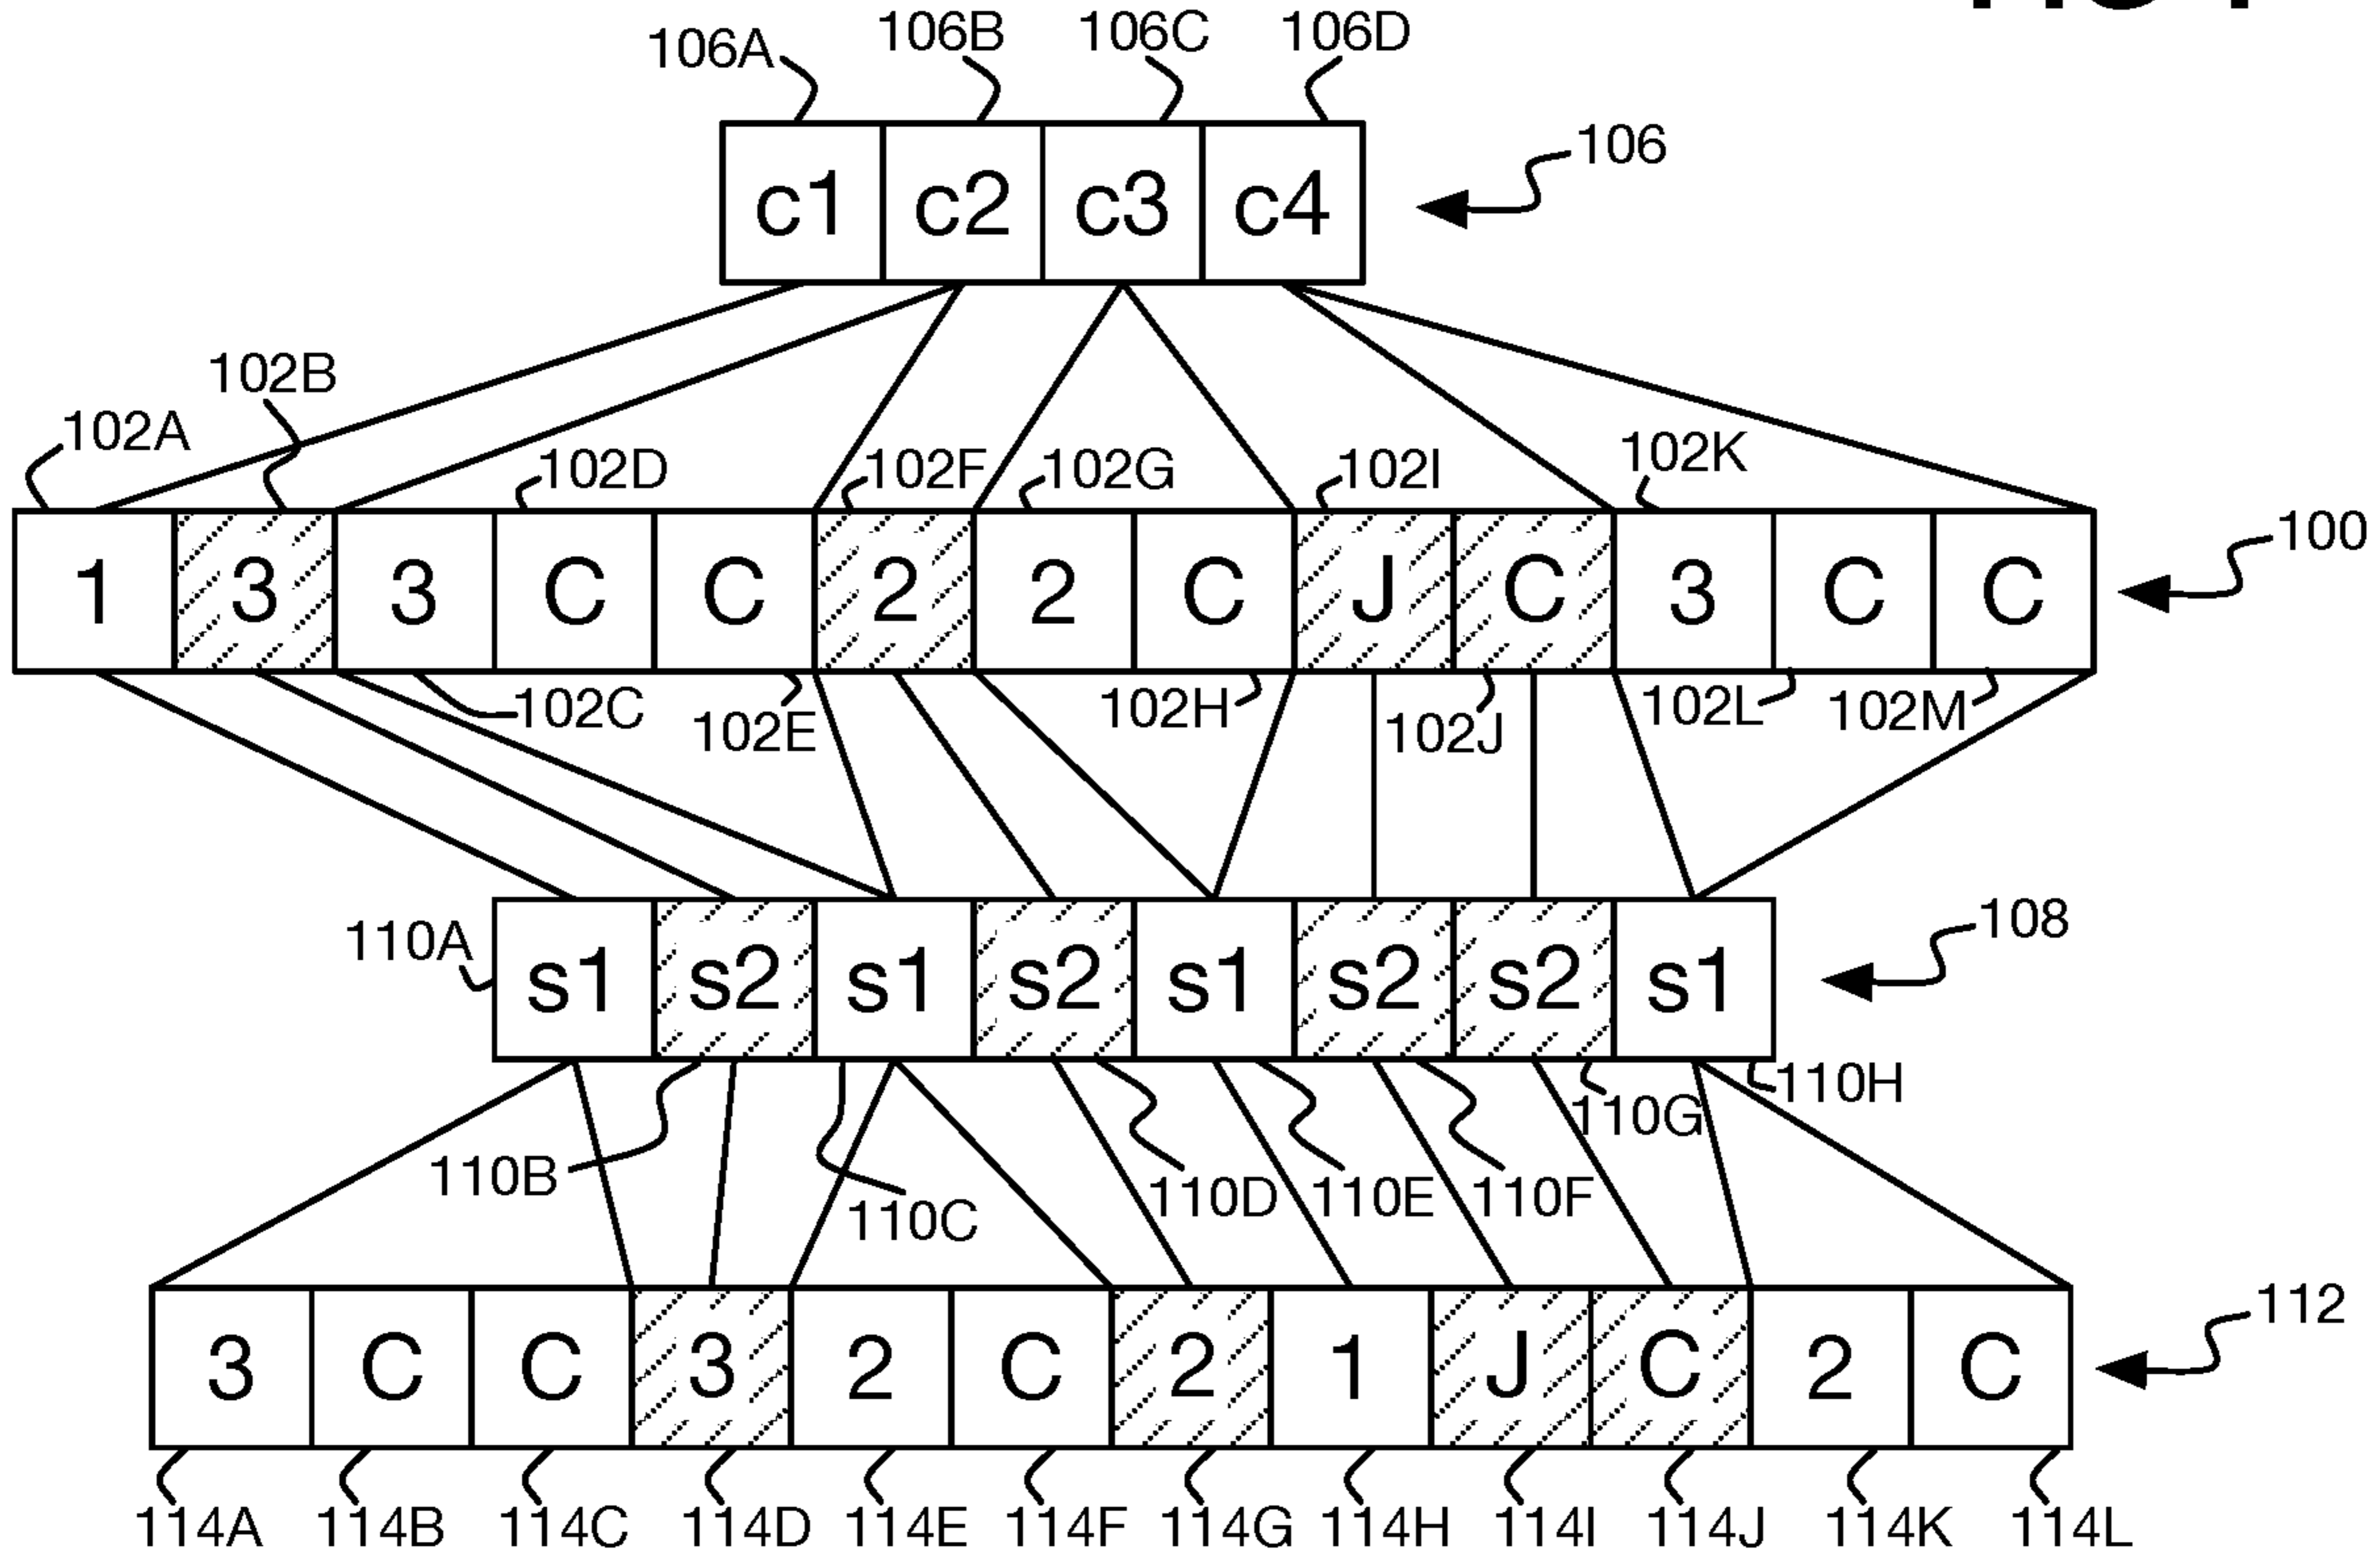 106A 106B 106C 106D
c1 c2 c3 c4
106
102A 102B 102D 102F 102G 102I 102K
1 3 3 C C 2 2 C J C 3 C C
100
102C 102E 102H 102J 102L 102M
110A
s1 s2 s1 s2 s1 s2 s2 s1
108
110B 110C 110D 110E 110F 110G 110H
3 C C 3 2 C 2 1 J C 2 C
112
114A 114B 114C 114D 114E 114F 114G 114H 114I 114J 114K 114L